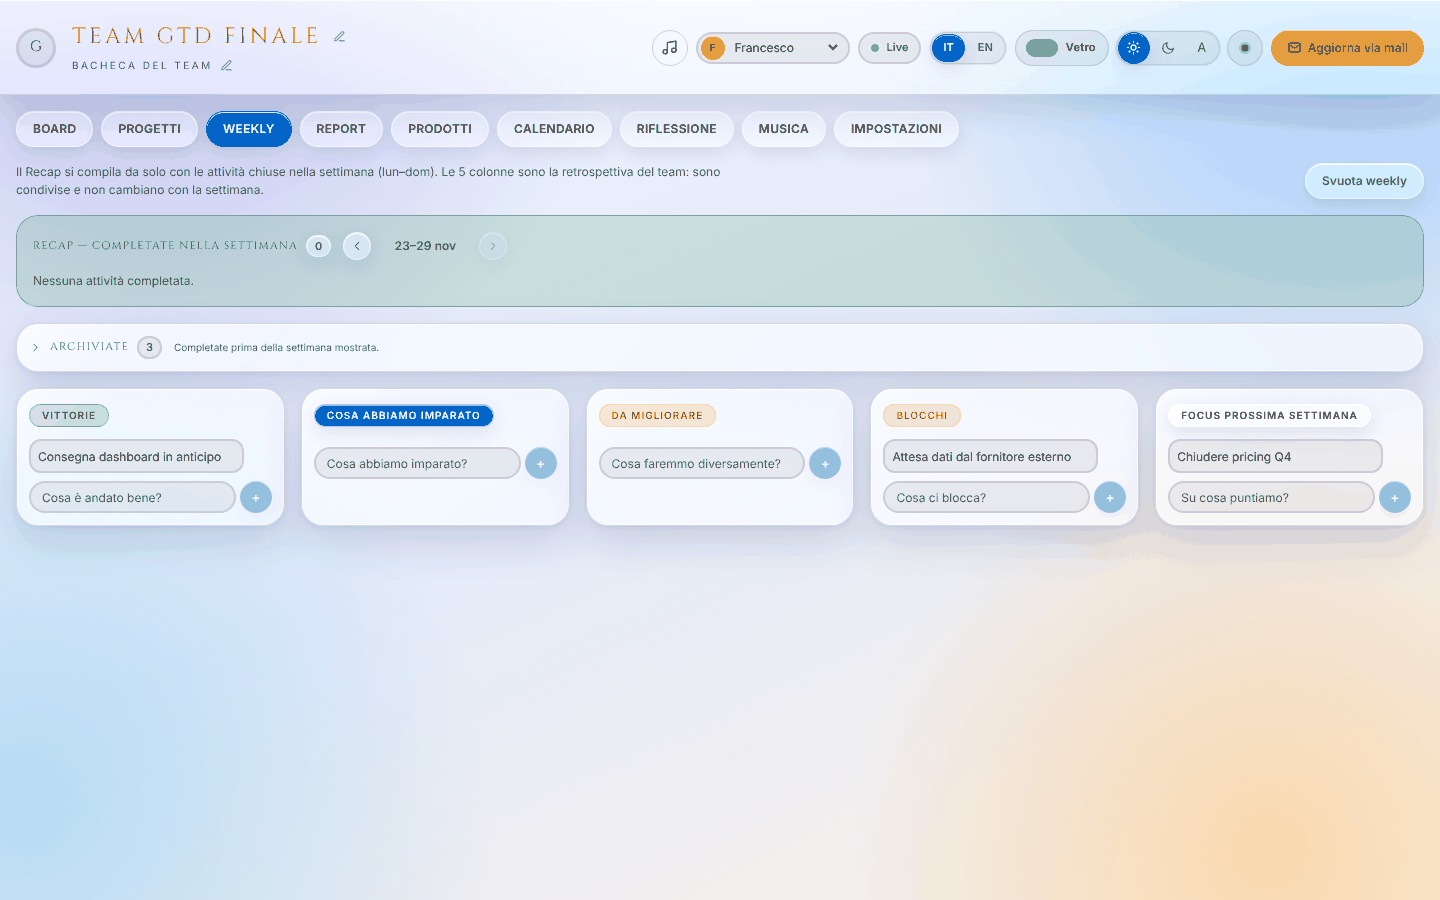 G
TEAM GTD FINALE
BACHECA DEL TEAM
F Francesco
Live
IT EN
Vetro
A
Aggiorna via mail
BOARD PROGETTI WEEKLY REPORT PRODOTTI CALENDARIO RIFLESSIONE MUSICA IMPOSTAZIONI
Il Recap si compila da solo con le attività chiuse nella settimana (lun–dom). Le 5 colonne sono la retrospettiva del team: sono
condivise e non cambiano con la settimana.
Svuota weekly
RECAP — COMPLETATE NELLA SETTIMANA 0 23–29 nov
Nessuna attività completata.
ARCHIVIATE 3 Completate prima della settimana mostrata.
VITTORIE
Consegna dashboard in anticipo
Cosa è andato bene? +
COSA ABBIAMO IMPARATO
Cosa abbiamo imparato? +
DA MIGLIORARE
Cosa faremmo diversamente? +
BLOCCHI
Attesa dati dal fornitore esterno
Cosa ci blocca? +
FOCUS PROSSIMA SETTIMANA
Chiudere pricing Q4
Su cosa puntiamo? +